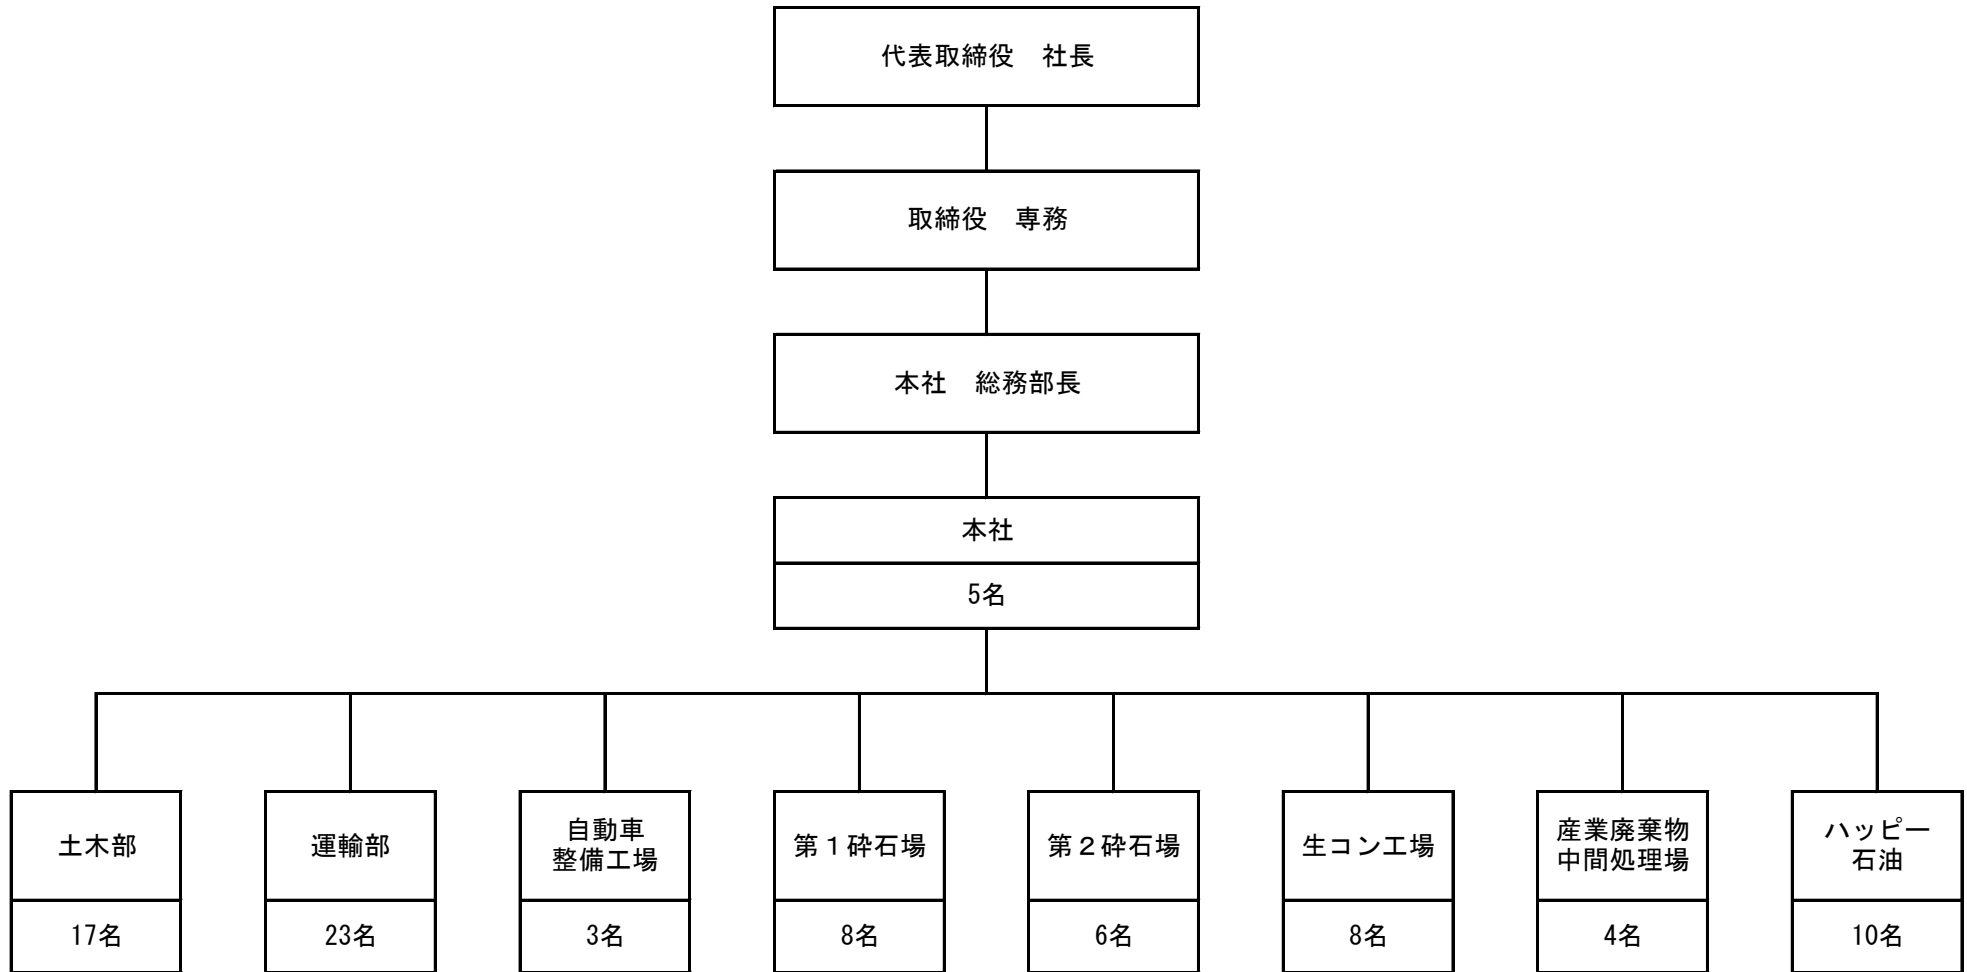 代表取締役　社長
取締役　専務
本社　総務部長
本社
5名
土木部
17名
運輸部
23名
自動車
整備工場
3名
第１砕石場
8名
第２砕石場
6名
生コン工場
8名
産業廃棄物
中間処理場
4名
ハッピー
石油
10名